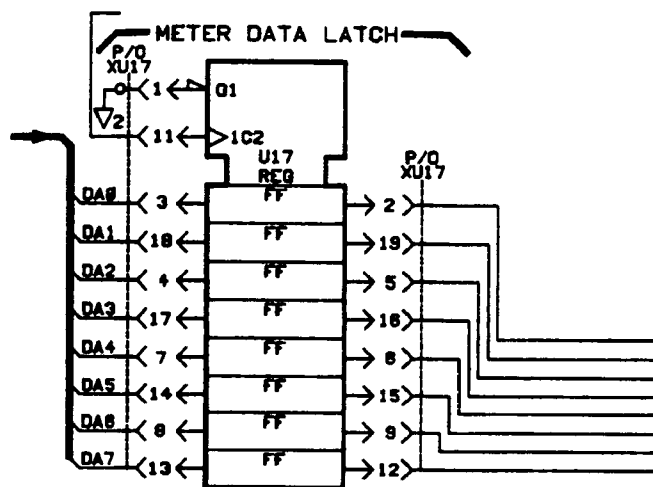 METER DATA LATCH
P/O
XU17
1 G1
2
11 1C2
U17
REG
P/O
XU17
DA0 3 FF 2
DA1 18 FF 19
DA2 4 FF 5
DA3 17 FF 16
DA4 7 FF 6
DA5 14 FF 15
DA6 8 FF 9
DA7 13 FF 12